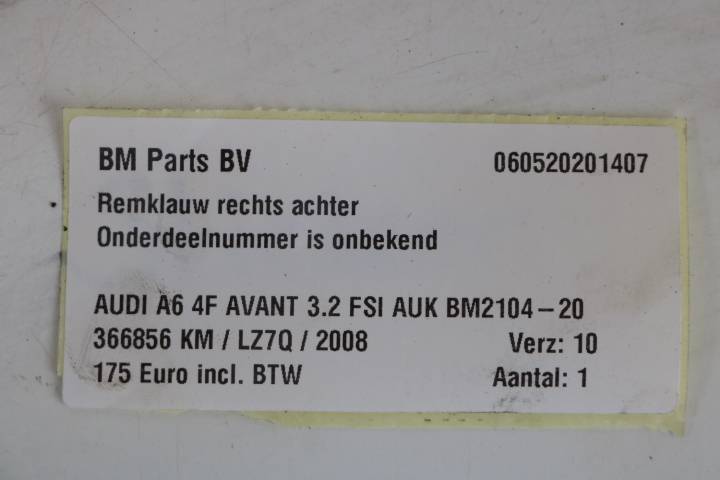 BM Parts BV 060520201407
Remklauw rechts achter
Onderdeelnummer is onbekend
AUDI A6 4F AVANT 3.2 FSI AUK BM2104-20
366856 KM / LZ7Q / 2008 Verz: 10
175 Euro incl. BTW Aantal: 1